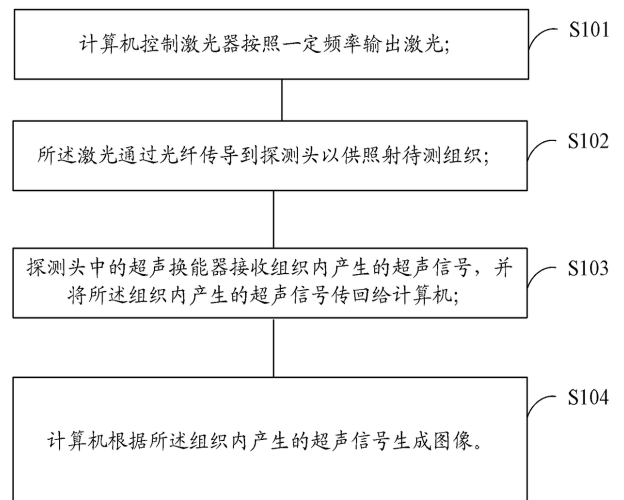 计算机控制激光器按照一定频率输出激光;
S101
所述激光通过光纤传导到探测头以供照射待测组织;
S102
探测头中的超声换能器接收组织内产生的超声信号，并
将所述组织内产生的超声信号传回给计算机;
S103
计算机根据所述组织内产生的超声信号生成图像。
S104